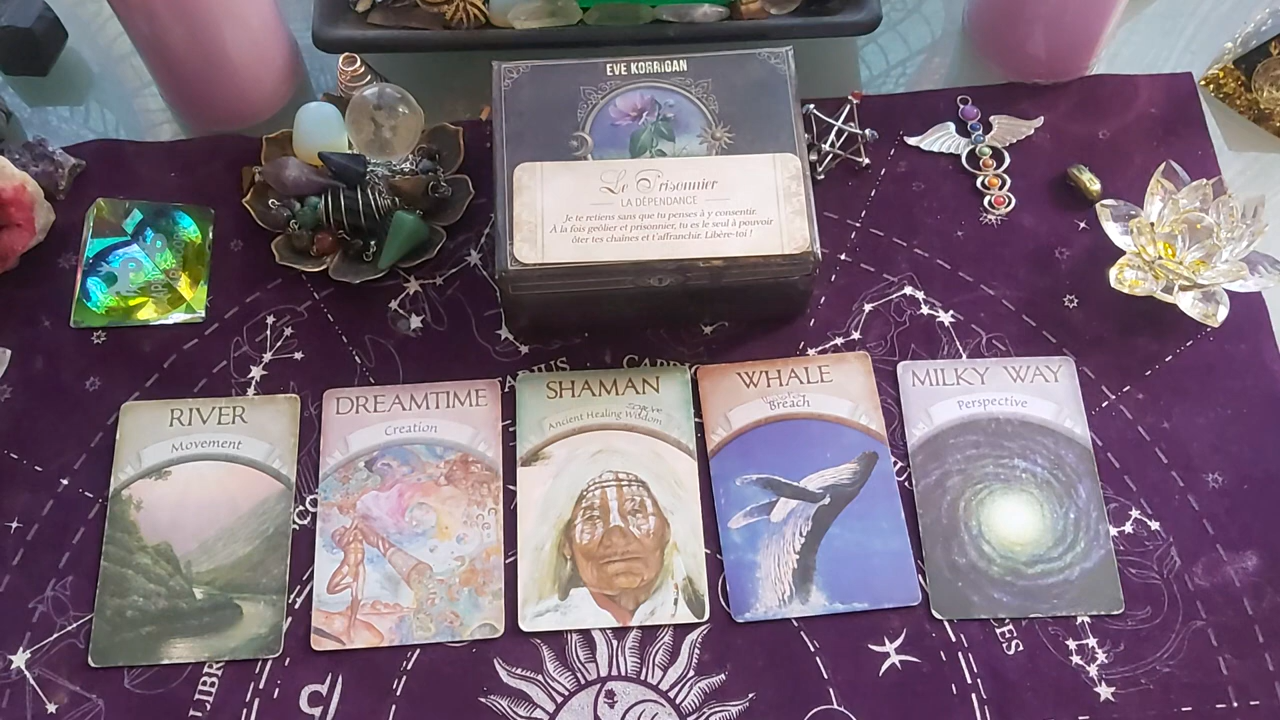 EVE KORRIGAN
Le Prisonnier
LA DÉPENDANCE
Je te retiens sans que tu penses à y consentir.
À la fois geôlier et prisonnier, tu es le seul à pouvoir
ôter tes chaînes et t'affranchir. Libère-toi !
RIVER
Movement
DREAMTIME
Creation
SHAMAN
Ancient Healing Wisdom
WHALE
Breach
MILKY WAY
Perspective
LIBR